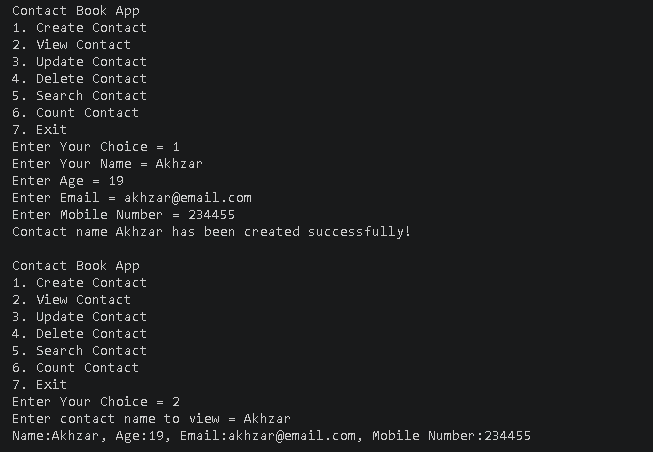 Contact Book App
1. Create Contact
2. View Contact
3. Update Contact
4. Delete Contact
5. Search Contact
6. Count Contact
7. Exit
Enter Your Choice = 1
Enter Your Name = Akhzar
Enter Age = 19
Enter Email = akhzar@email.com
Enter Mobile Number = 234455
Contact name Akhzar has been created successfully!
Contact Book App
1. Create Contact
2. View Contact
3. Update Contact
4. Delete Contact
5. Search Contact
6. Count Contact
7. Exit
Enter Your Choice = 2
Enter contact name to view = Akhzar
Name:Akhzar, Age:19, Email:akhzar@email.com, Mobile Number:234455